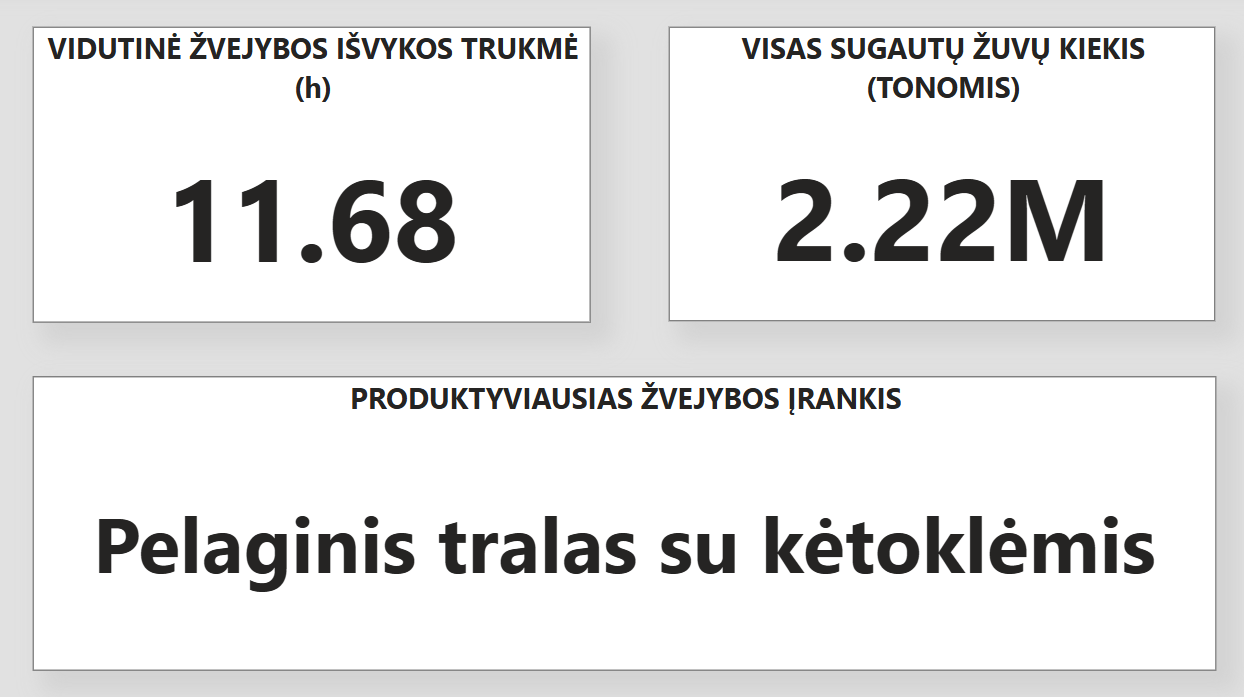 VIDUTINĖ ŽVEJYBOS IŠVYKOS TRUKMĖ
(h)
11.68
VISAS SUGAUTŲ ŽUVŲ KIEKIS
(TONOMIS)
2.22M
PRODUKTYVIAUSIAS ŽVEJYBOS ĮRANKIS
Pelaginis tralas su kėtoklėmis